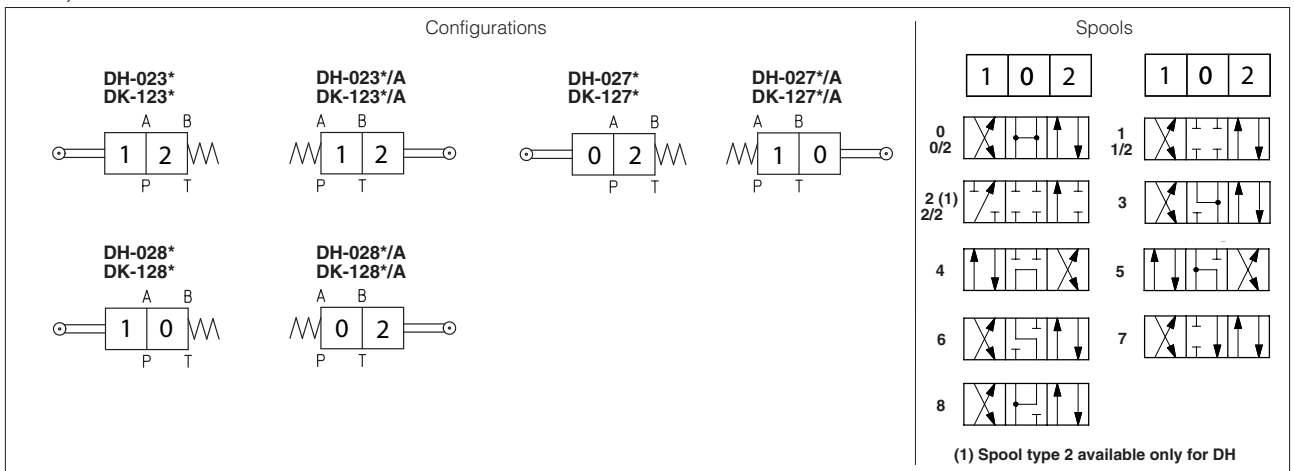 Configurations
Spools
DH-023*
DK-123*
A B
1 2
P T
DH-023*/A
DK-123*/A
A B
1 2
P T
DH-027*
DK-127*
A B
0 2
P T
DH-027*/A
DK-127*/A
A B
1 0
P T
DH-028*
DK-128*
A B
1 0
P T
DH-028*/A
DK-128*/A
A B
0 2
P T
1 0 2
1 0 2
0
0/2
1
1/2
2 (1)
2/2
3
4
5
6
7
8
(1) Spool type 2 available only for DH